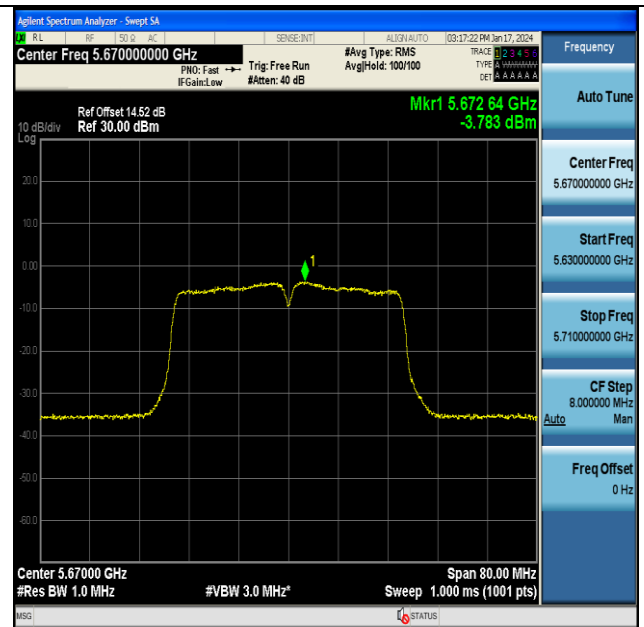 Agilent Spectrum Analyzer - Swept SA
LXI RL RF 50 Ω AC SENSE:INT ALIGN AUTO 03:17:22 PM Jan 17, 2024
Center Freq 5.670000000 GHz
PNO: Fast
IFGain:Low
Trig: Free Run
#Atten: 40 dB
#Avg Type: RMS
Avg|Hold: 100/100
TRACE 1 2 3 4 5 6
TYPE A
DET A A A A A A
Frequency
Ref Offset 14.52 dB
10 dB/div Ref 30.00 dBm
Log
Mkr1 5.672 64 GHz
-3.783 dBm
20.0
10.0
0.00
-10.0
-20.0
-30.0
-40.0
-50.0
-60.0
1
Center 5.67000 GHz
#Res BW 1.0 MHz
#VBW 3.0 MHz*
Span 80.00 MHz
Sweep 1.000 ms (1001 pts)
Auto Tune
Center Freq
5.670000000 GHz
Start Freq
5.630000000 GHz
Stop Freq
5.710000000 GHz
CF Step
8.000000 MHz
Auto Man
Freq Offset
0 Hz
MSG
STATUS